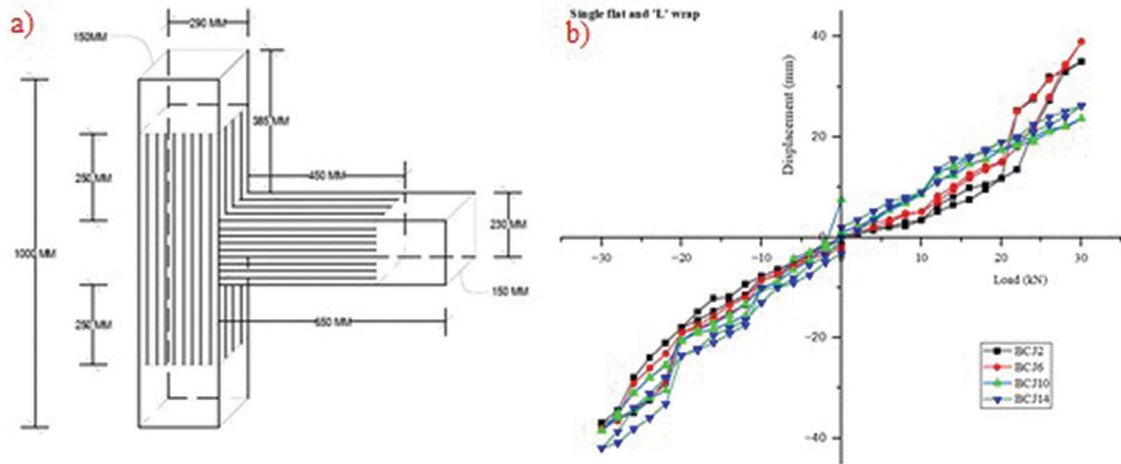 a)
290 MM
150MM
385 MM
450 MM
250 MM
230 MM
1000 MM
250 MM
150 MM
650 MM
b)
Single flat and 'L' wrap
Displacement (mm)
40
20
0
−20
−40
−30
−20
−10
0
10
20
30
Load (kN)
BCJ2
BCJ6
BCJ10
BCJ14